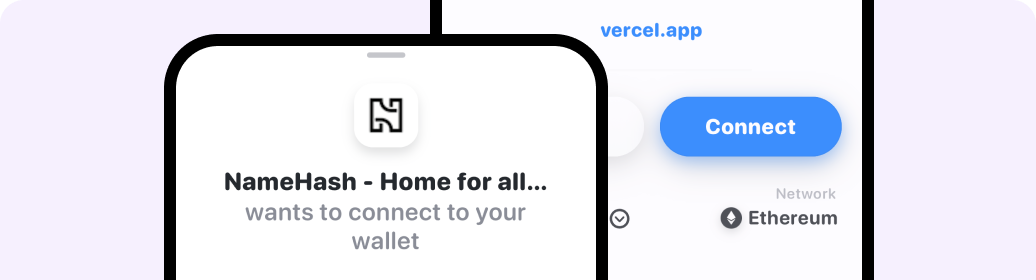 vercel.app
Connect
NameHash - Home for all...
wants to connect to your
wallet
Network
Ethereum